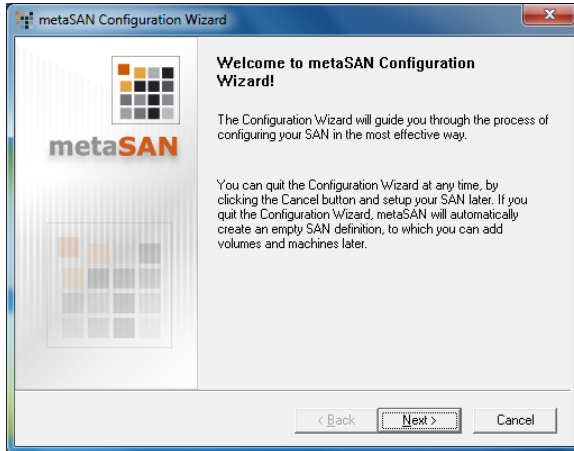 metaSAN Configuration Wizard
metaSAN
Welcome to metaSAN Configuration
Wizard!
The Configuration Wizard will guide you through the process of
configuring your SAN in the most effective way.
You can quit the Configuration Wizard at any time, by
clicking the Cancel button and setup your SAN later. If you
quit the Configuration Wizard, metaSAN will automatically
create an empty SAN definition, to which you can add
volumes and machines later.
< Back
Next >
Cancel